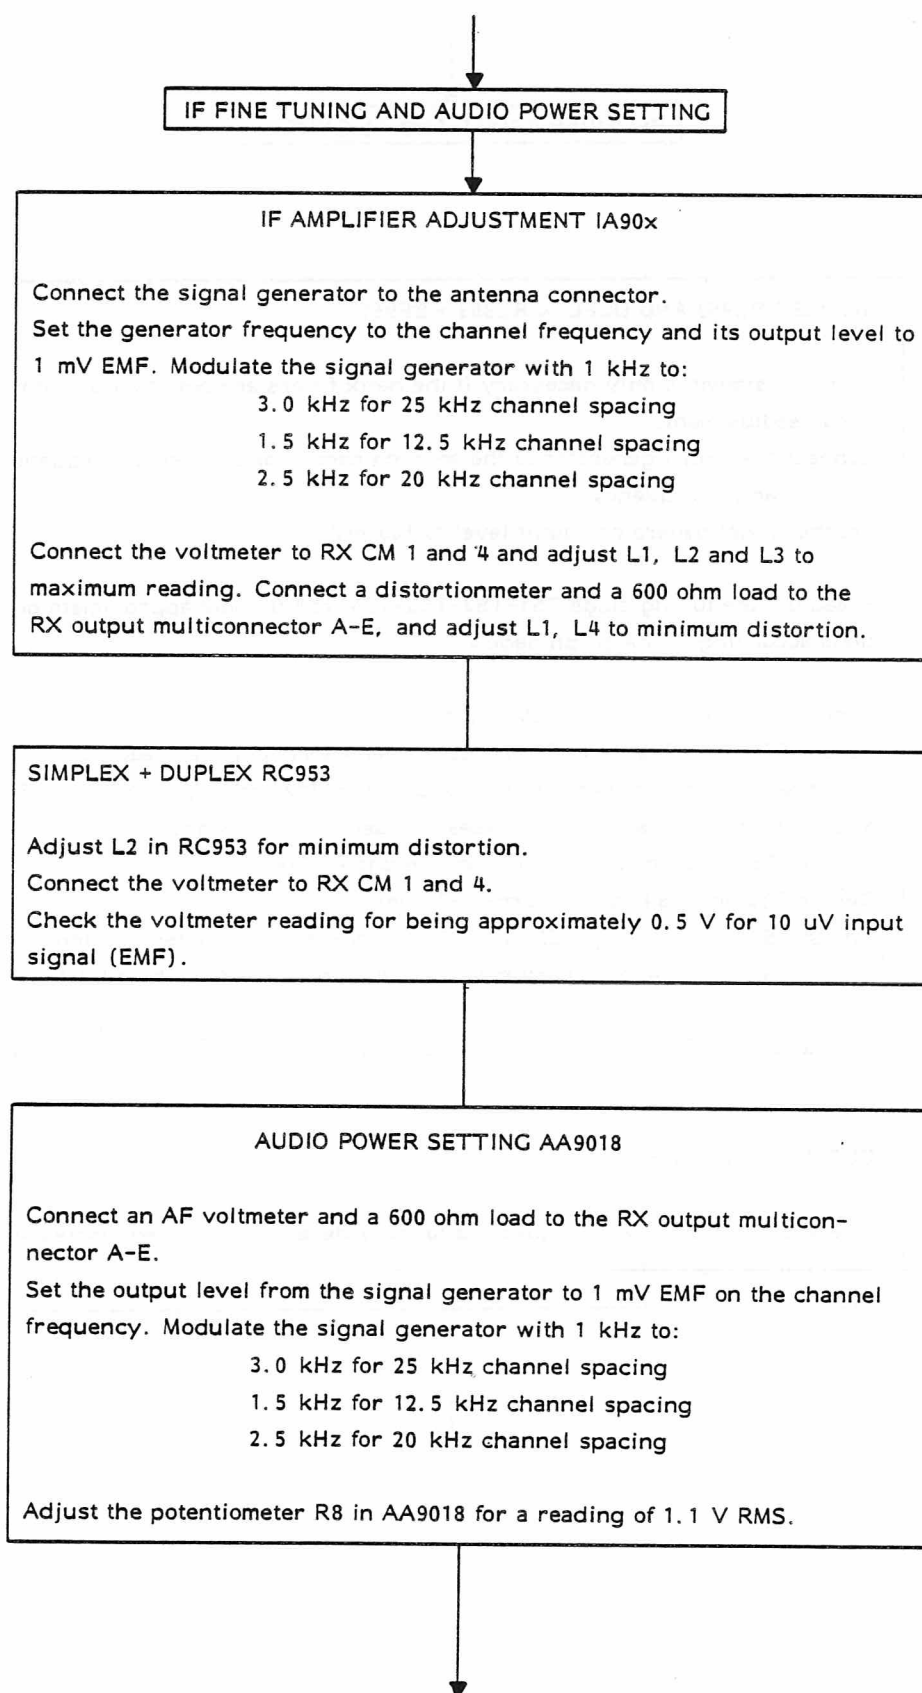 IF FINE TUNING AND AUDIO POWER SETTING
IF AMPLIFIER ADJUSTMENT IA90x
Connect the signal generator to the antenna connector.
Set the generator frequency to the channel frequency and its output level to
1 mV EMF. Modulate the signal generator with 1 kHz to:
3.0 kHz for 25 kHz channel spacing
1.5 kHz for 12.5 kHz channel spacing
2.5 kHz for 20 kHz channel spacing
Connect the voltmeter to RX CM 1 and 4 and adjust L1, L2 and L3 to
maximum reading. Connect a distortionmeter and a 600 ohm load to the
RX output multiconnector A-E, and adjust L1, L4 to minimum distortion.
SIMPLEX + DUPLEX RC953
Adjust L2 in RC953 for minimum distortion.
Connect the voltmeter to RX CM 1 and 4.
Check the voltmeter reading for being approximately 0.5 V for 10 uV input
signal (EMF).
AUDIO POWER SETTING AA9018
Connect an AF voltmeter and a 600 ohm load to the RX output multicon-
nector A-E.
Set the output level from the signal generator to 1 mV EMF on the channel
frequency. Modulate the signal generator with 1 kHz to:
3.0 kHz for 25 kHz channel spacing
1.5 kHz for 12.5 kHz channel spacing
2.5 kHz for 20 kHz channel spacing
Adjust the potentiometer R8 in AA9018 for a reading of 1.1 V RMS.